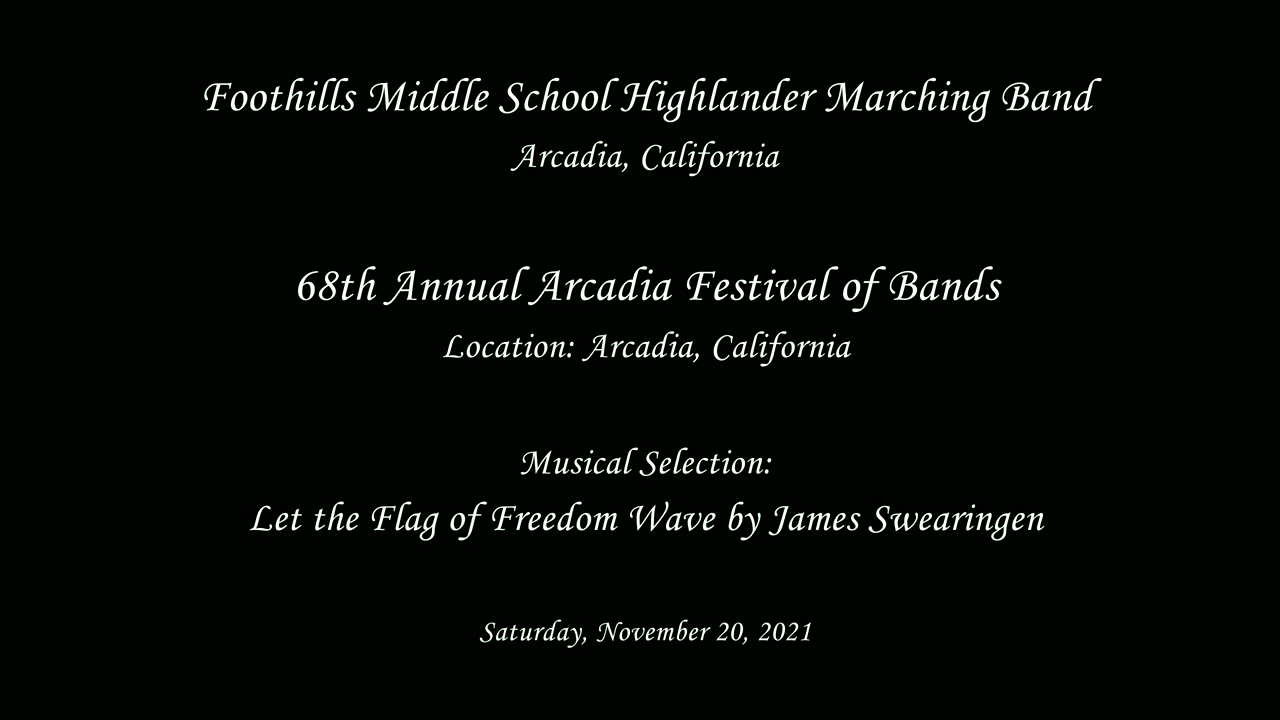 Foothills Middle School Highlander Marching Band
Arcadia, California
68th Annual Arcadia Festival of Bands
Location: Arcadia, California
Musical Selection:
Let the Flag of Freedom Wave by James Swearingen
Saturday, November 20, 2021